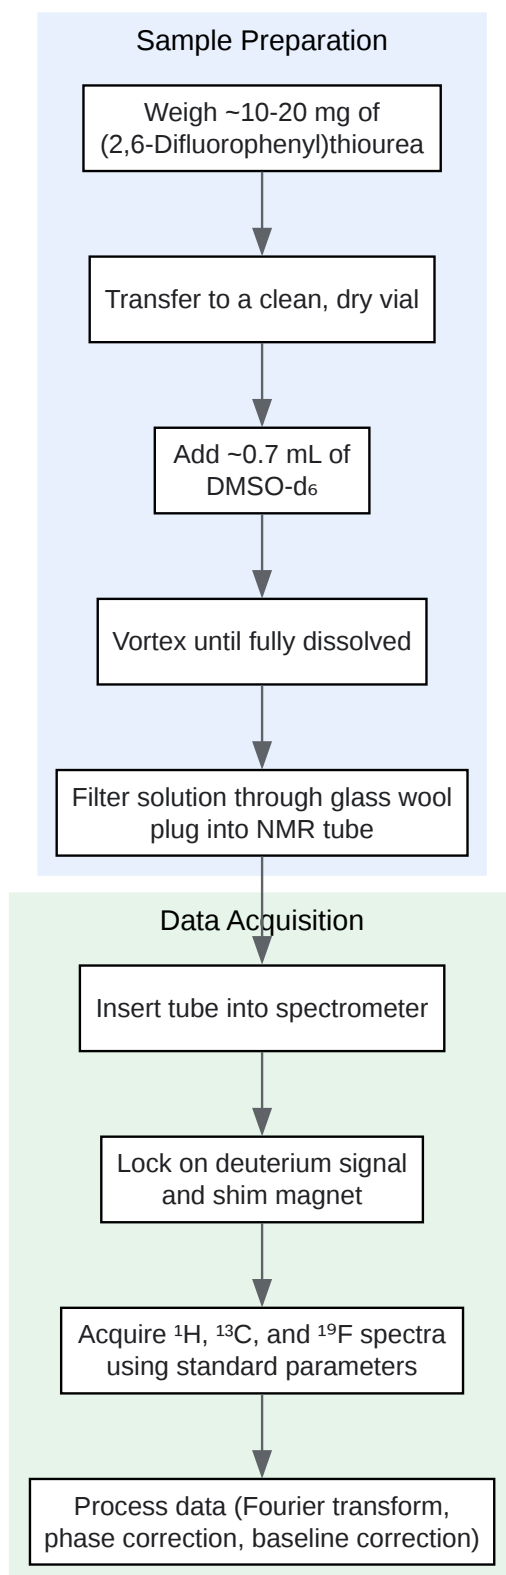 Sample Preparation
Weigh ~10-20 mg of
(2,6-Difluorophenyl)thiourea
Transfer to a clean, dry vial
Add ~0.7 mL of
DMSO-d₆
Vortex until fully dissolved
Filter solution through glass wool
plug into NMR tube
Data Acquisition
Insert tube into spectrometer
Lock on deuterium signal
and shim magnet
Acquire ¹H, ¹³C, and ¹⁹F spectra
using standard parameters
Process data (Fourier transform,
phase correction, baseline correction)